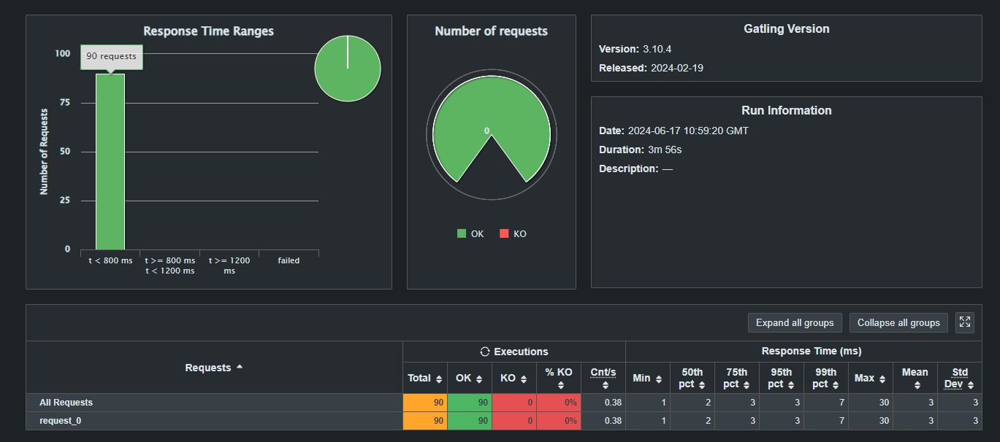 Response Time Ranges
100
90 requests
75
50
25
0
Number of Requests
t < 800 ms
t >= 800 ms
t < 1200 ms
t >= 1200
ms
failed
Number of requests
0
OK
KO
Gatling Version
Version: 3.10.4
Released: 2024-02-19
Run Information
Date: 2024-06-17 10:59:20 GMT
Duration: 3m 56s
Description: —
Expand all groups
Collapse all groups
Requests
Executions
Response Time (ms)
Total
OK
KO
% KO
Cnt/s
Min
50th
pct
75th
pct
95th
pct
99th
pct
Max
Mean
Std
Dev
All Requests 90 90 0 0% 0.38 1 2 3 3 7 30 3 3
request_0 90 90 0 0% 0.38 1 2 3 3 7 30 3 3